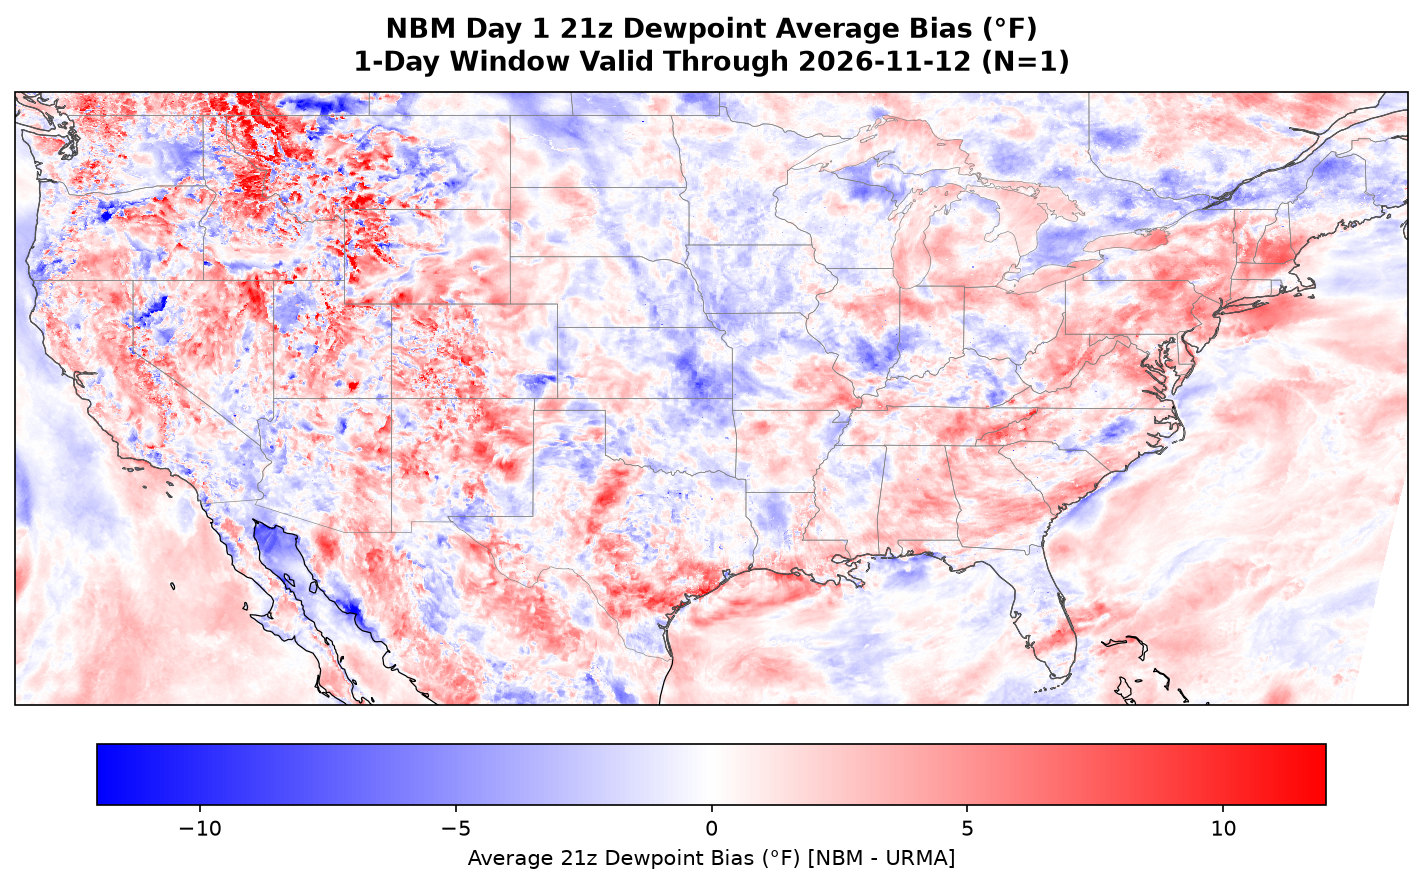 NBM Day 1 21z Dewpoint Average Bias (°F)
1-Day Window Valid Through 2026-11-12 (N=1)
−10 −5 0 5 10
Average 21z Dewpoint Bias (°F) [NBM - URMA]